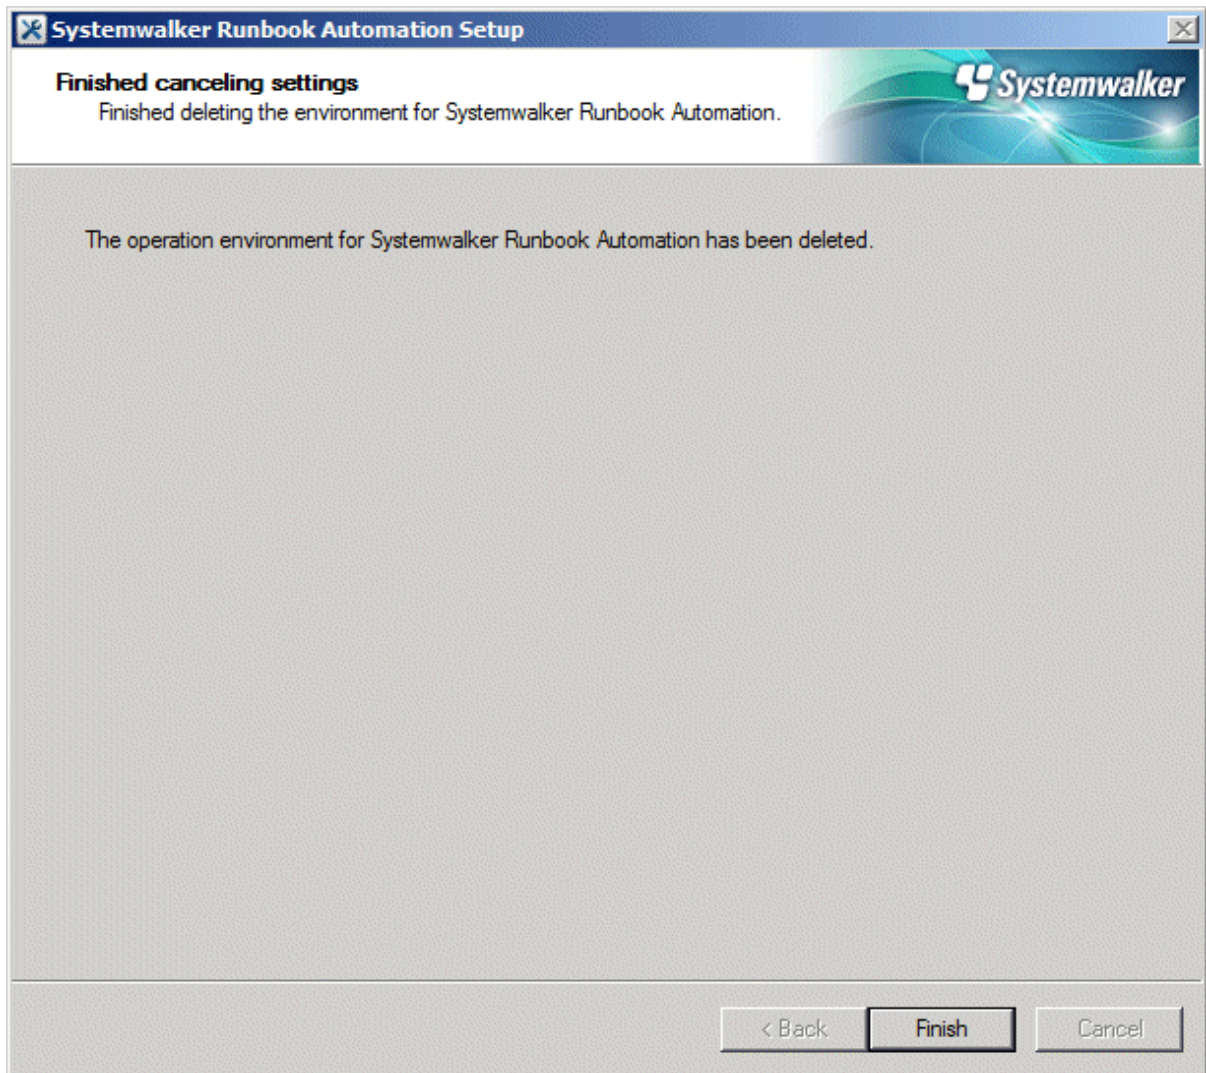 Systemwalker Runbook Automation Setup
Finished canceling settings
Finished deleting the environment for Systemwalker Runbook Automation.
Systemwalker
The operation environment for Systemwalker Runbook Automation has been deleted.
< Back
Finish
Cancel